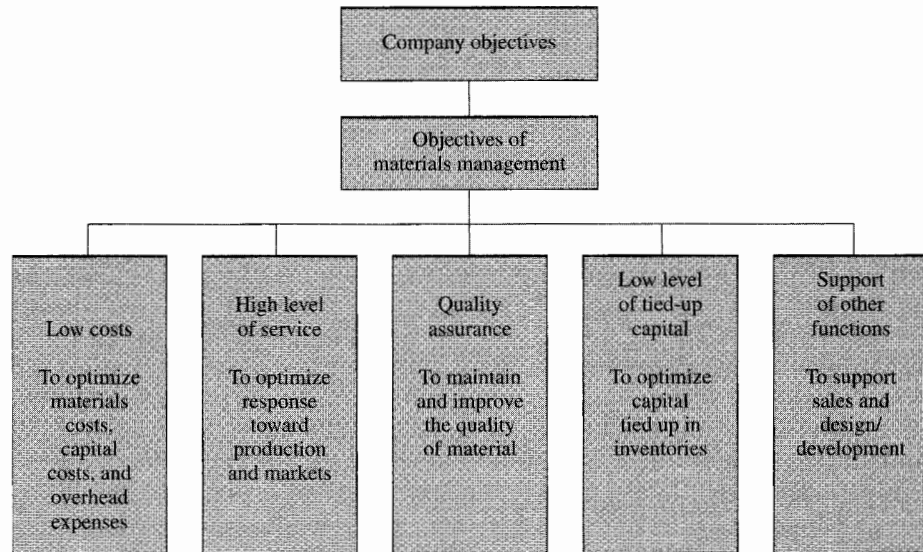 Company objectives
Objectives of
materials management
Low costs
To optimize
materials
costs,
capital
costs, and
overhead
expenses
High level
of service
To optimize
response
toward
production
and markets
Quality
assurance
To maintain
and improve
the quality
of material
Low level
of tied-up
capital
To optimize
capital
tied up in
inventories
Support
of other
functions
To support
sales and
design/
development